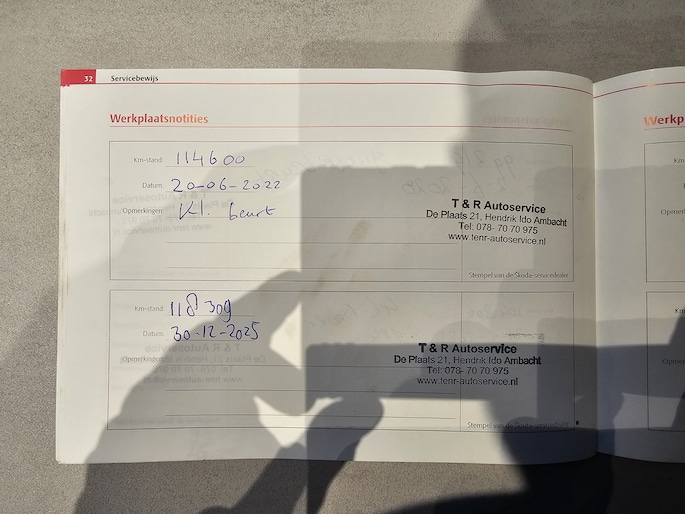 32 Servicebewijs
Werkplaatsnotities
Km-stand: 114600
Datum: 20-06-2022
Opmerkingen: Kl. beurt
T & R Autoservice
De Plaats 21, Hendrik Ido Ambacht
Tel: 078- 70 70 975
www.tenr-autoservice.nl
Stempel van de Škoda-servicedealer
Km-stand: 118309
Datum: 30-12-2025
Opmerkingen:
T & R Autoservice
De Plaats 21, Hendrik Ido Ambacht
Tel: 078- 70 70 975
www.tenr-autoservice.nl
Stempel van de Škoda-servicedealer
Werkp